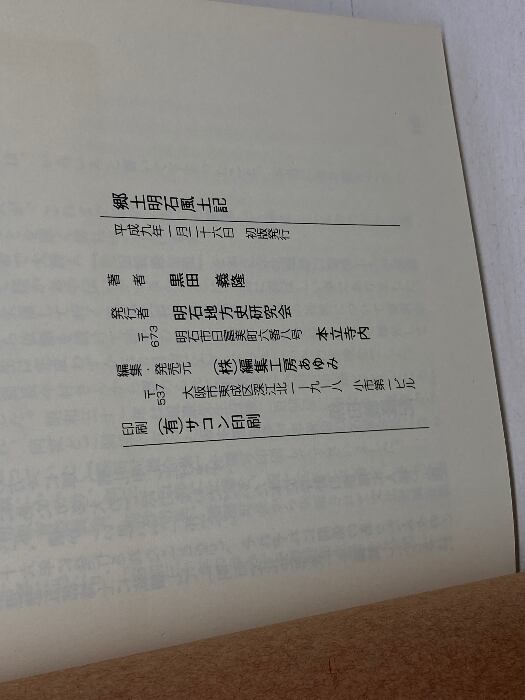 郷土明石風土記
平成九年一月二十六日 初版発行
著者 黒田 義隆
発行者 明石地方史研究会
〒673 明石市日富美町六番八号 本立寺内
編集・発売元 (株)編集工房あゆみ
〒537 大阪市東成区深江北一ー九ー八 小市第一ビル
印刷 (有)サコン印刷